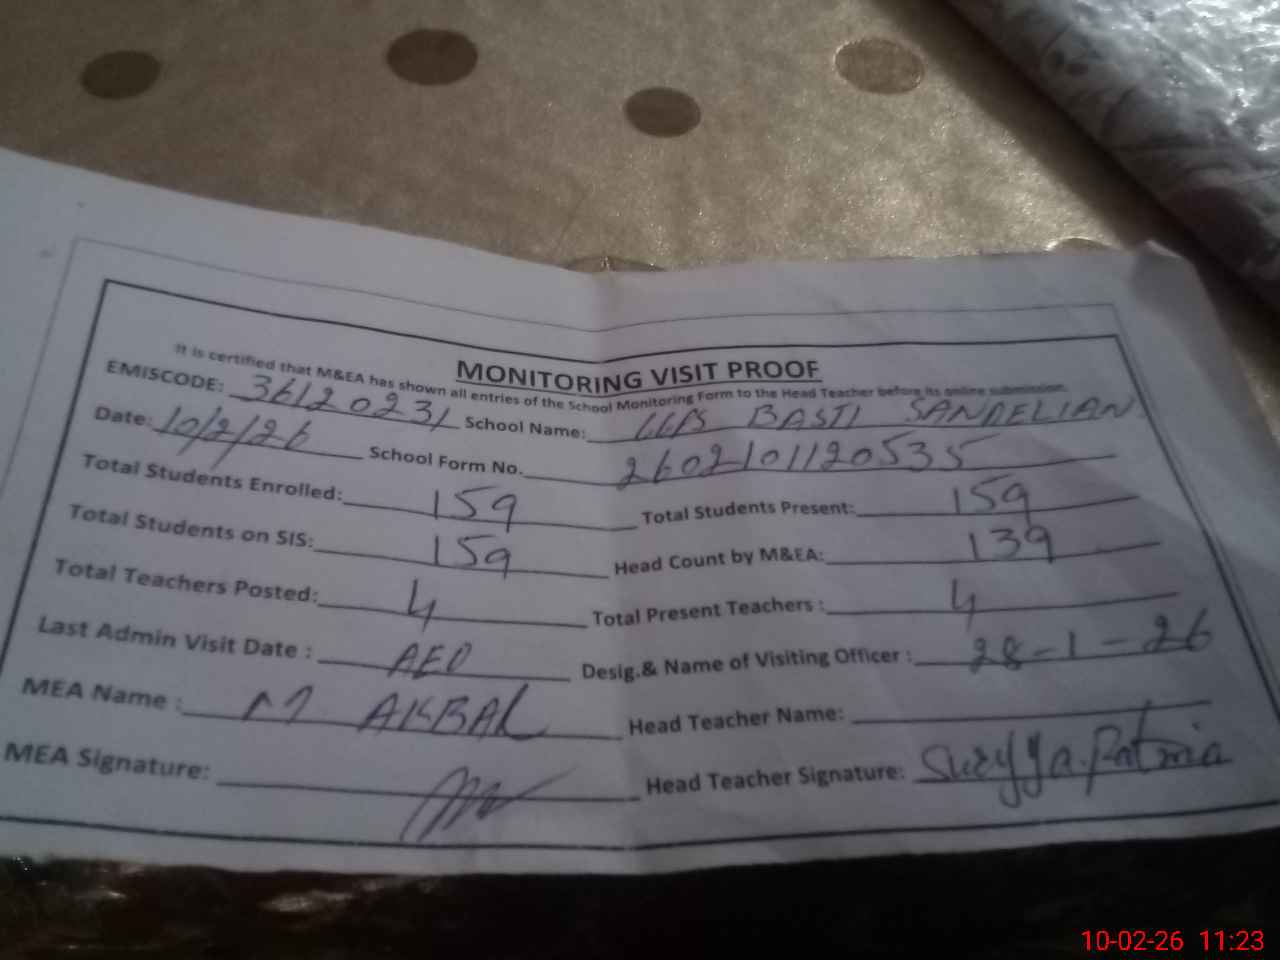 MONITORING VISIT PROOF
It is certified that M&EA has shown all entries of the School Monitoring Form to the Head Teacher before its online submission
EMISCODE: 36120231 School Name: BASTI SANDELIAN
Date: 10/2/26 School Form No. 2602101120535
Total Students Enrolled: 159 Total Students Present: 159
Total Students on SIS: 159 Head Count by M&EA: 139
Total Teachers Posted: 4 Total Present Teachers : 4
Last Admin Visit Date : AEO Desig.& Name of Visiting Officer : 28-1-26
MEA Name : M AKBAR Head Teacher Name:
MEA Signature: Head Teacher Signature:
10-02-26 11:23